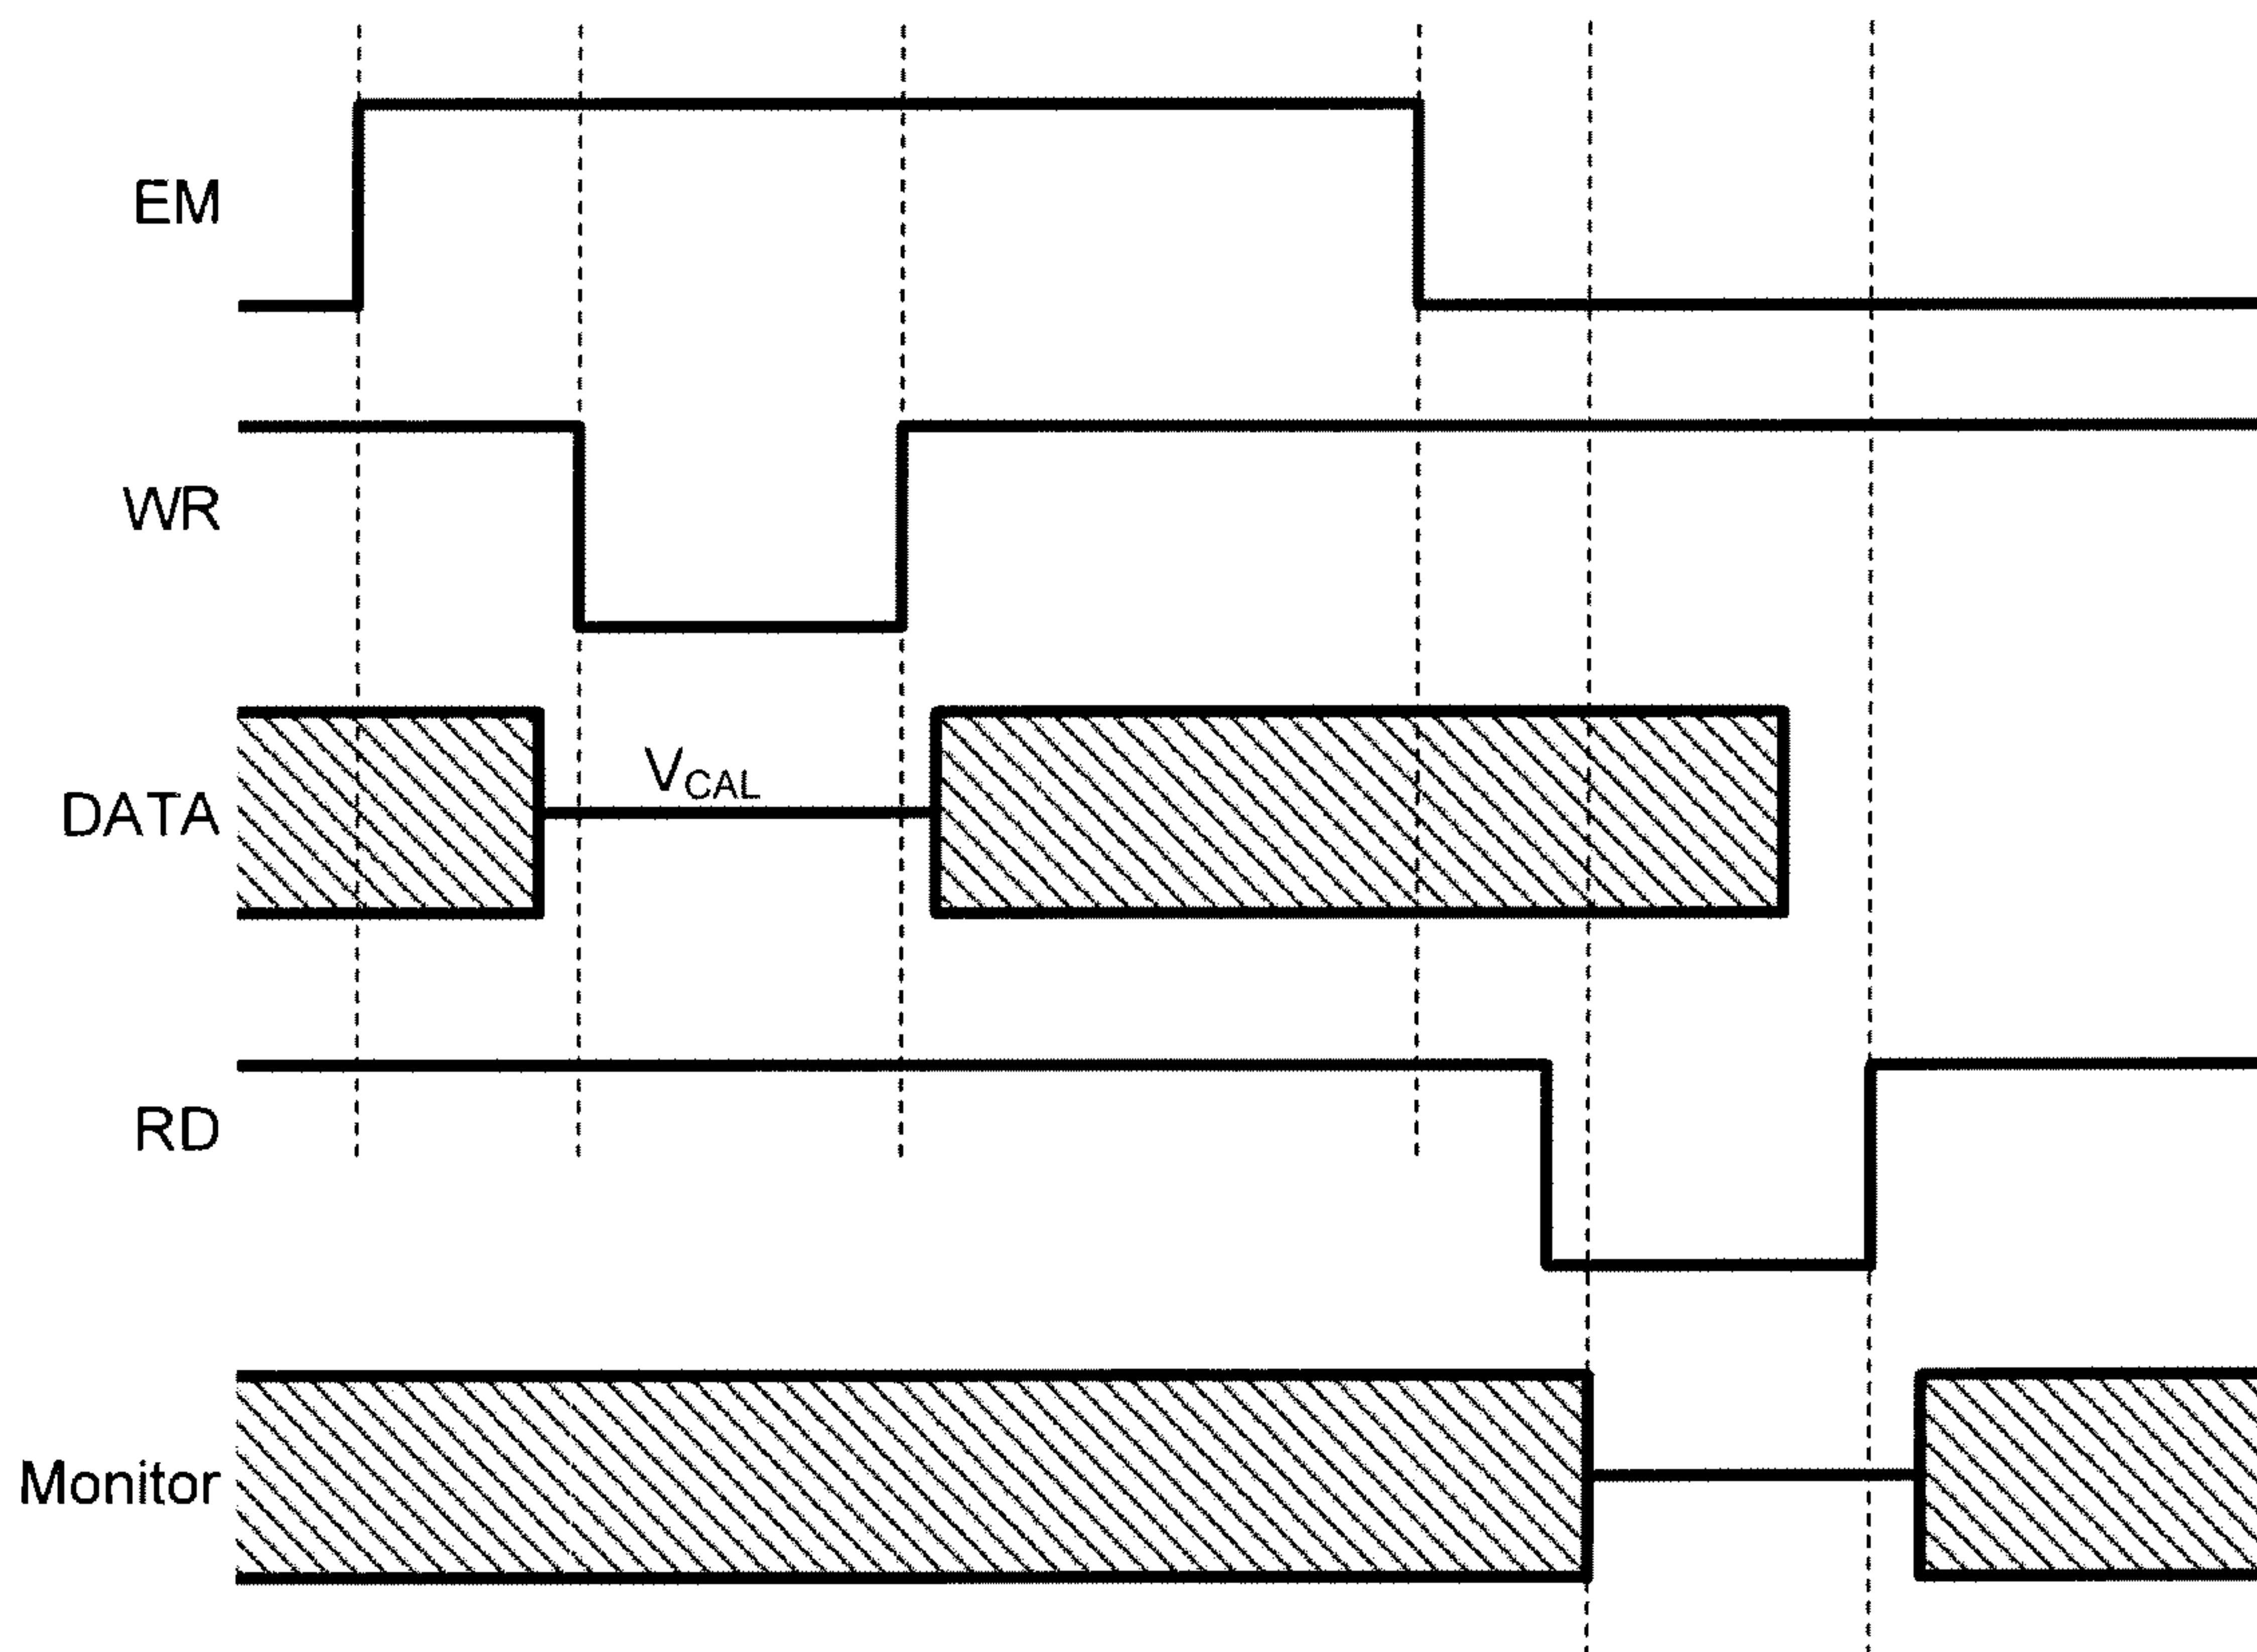 EM
WR
V_CAL
DATA
RD
Monitor